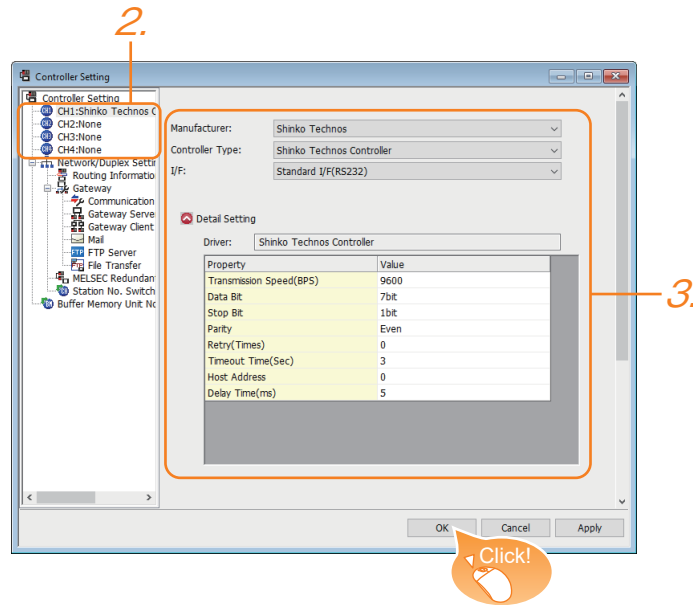 2.
Controller Setting
Controller Setting
CH1:Shinko Technos C
CH2:None
CH3:None
CH4:None
Network/Duplex Settin
Routing Informatio
Gateway
Communication
Gateway Serve
Gateway Client
Mail
FTP FTP Server
File Transfer
MELSEC Redundan
Station No. Switch
Buffer Memory Unit No
Manufacturer: Shinko Technos
Controller Type: Shinko Technos Controller
I/F: Standard I/F(RS232)
Detail Setting
Driver: Shinko Technos Controller
Property Value
Transmission Speed(BPS) 9600
Data Bit 7bit
Stop Bit 1bit
Parity Even
Retry(Times) 0
Timeout Time(Sec) 3
Host Address 0
Delay Time(ms) 5
3.
OK Cancel Apply
Click!